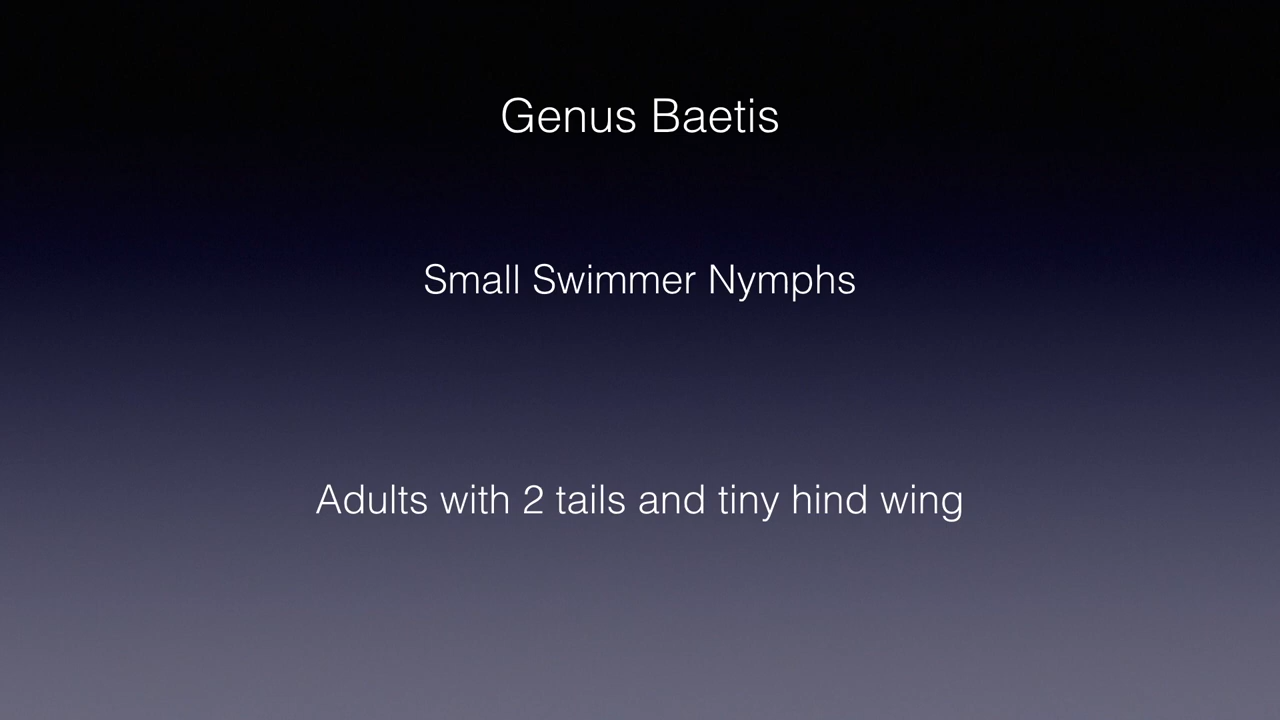 Genus Baetis
Small Swimmer Nymphs
Adults with 2 tails and tiny hind wing